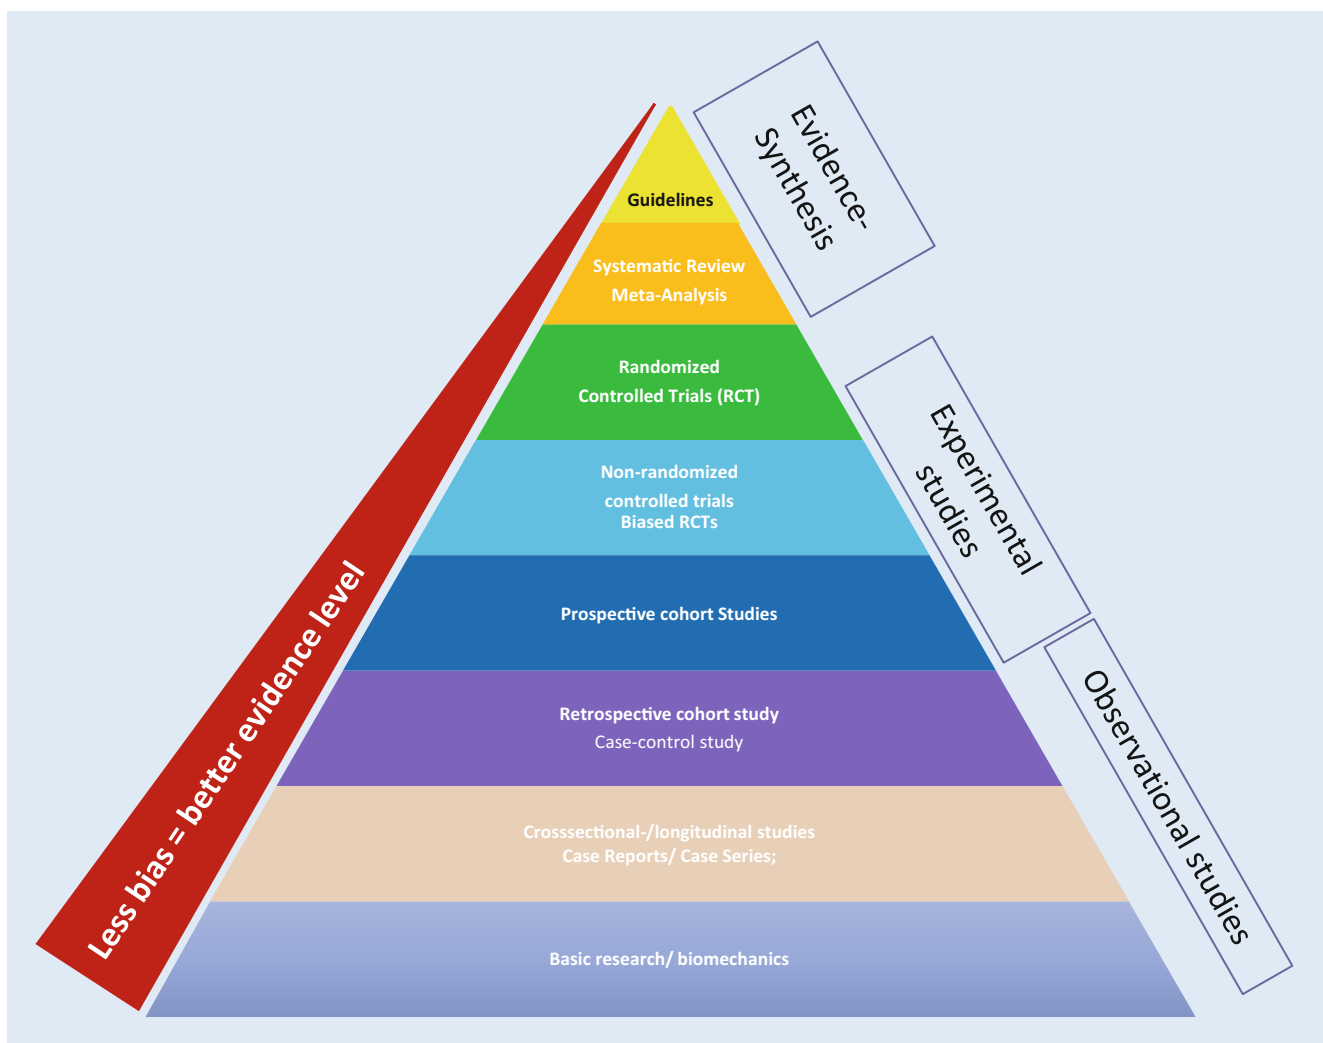 Guidelines
Systematic Review
Meta-Analysis
Randomized
Controlled Trials (RCT)
Non-randomized
controlled trials
Biased RCTs
Prospective cohort Studies
Retrospective cohort study
Case-control study
Crosssectional-/longitudinal studies
Case Reports/ Case Series;
Basic research/ biomechanics
Less bias = better evidence level
Evidence-
Synthesis
Experimental
studies
Observational studies